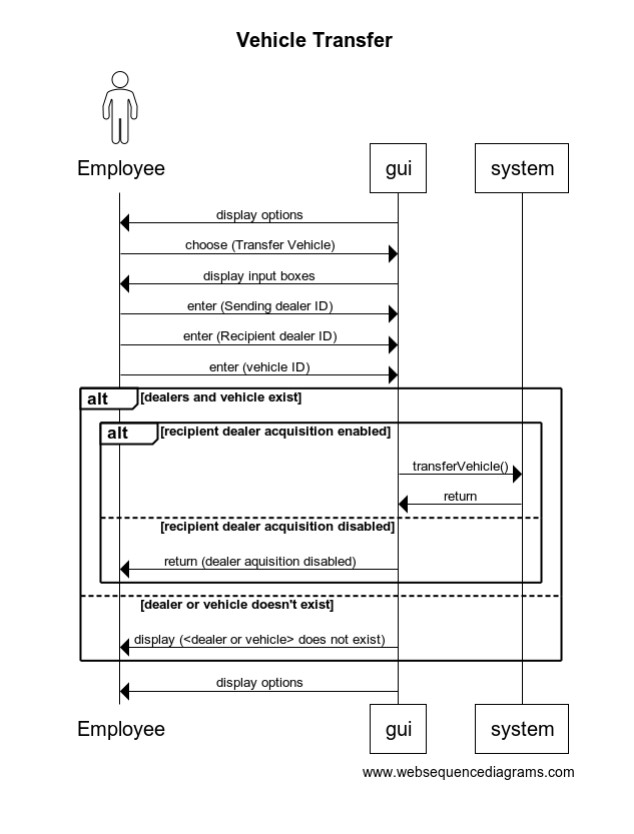 Vehicle Transfer
Employee
gui
system
display options
choose (Transfer Vehicle)
display input boxes
enter (Sending dealer ID)
enter (Recipient dealer ID)
enter (vehicle ID)
alt [dealers and vehicle exist]
alt [recipient dealer acquisition enabled]
transferVehicle()
return
[recipient dealer acquisition disabled]
return (dealer aquisition disabled)
[dealer or vehicle doesn't exist]
display (<dealer or vehicle> does not exist)
display options
Employee
gui
system
www.websequencediagrams.com